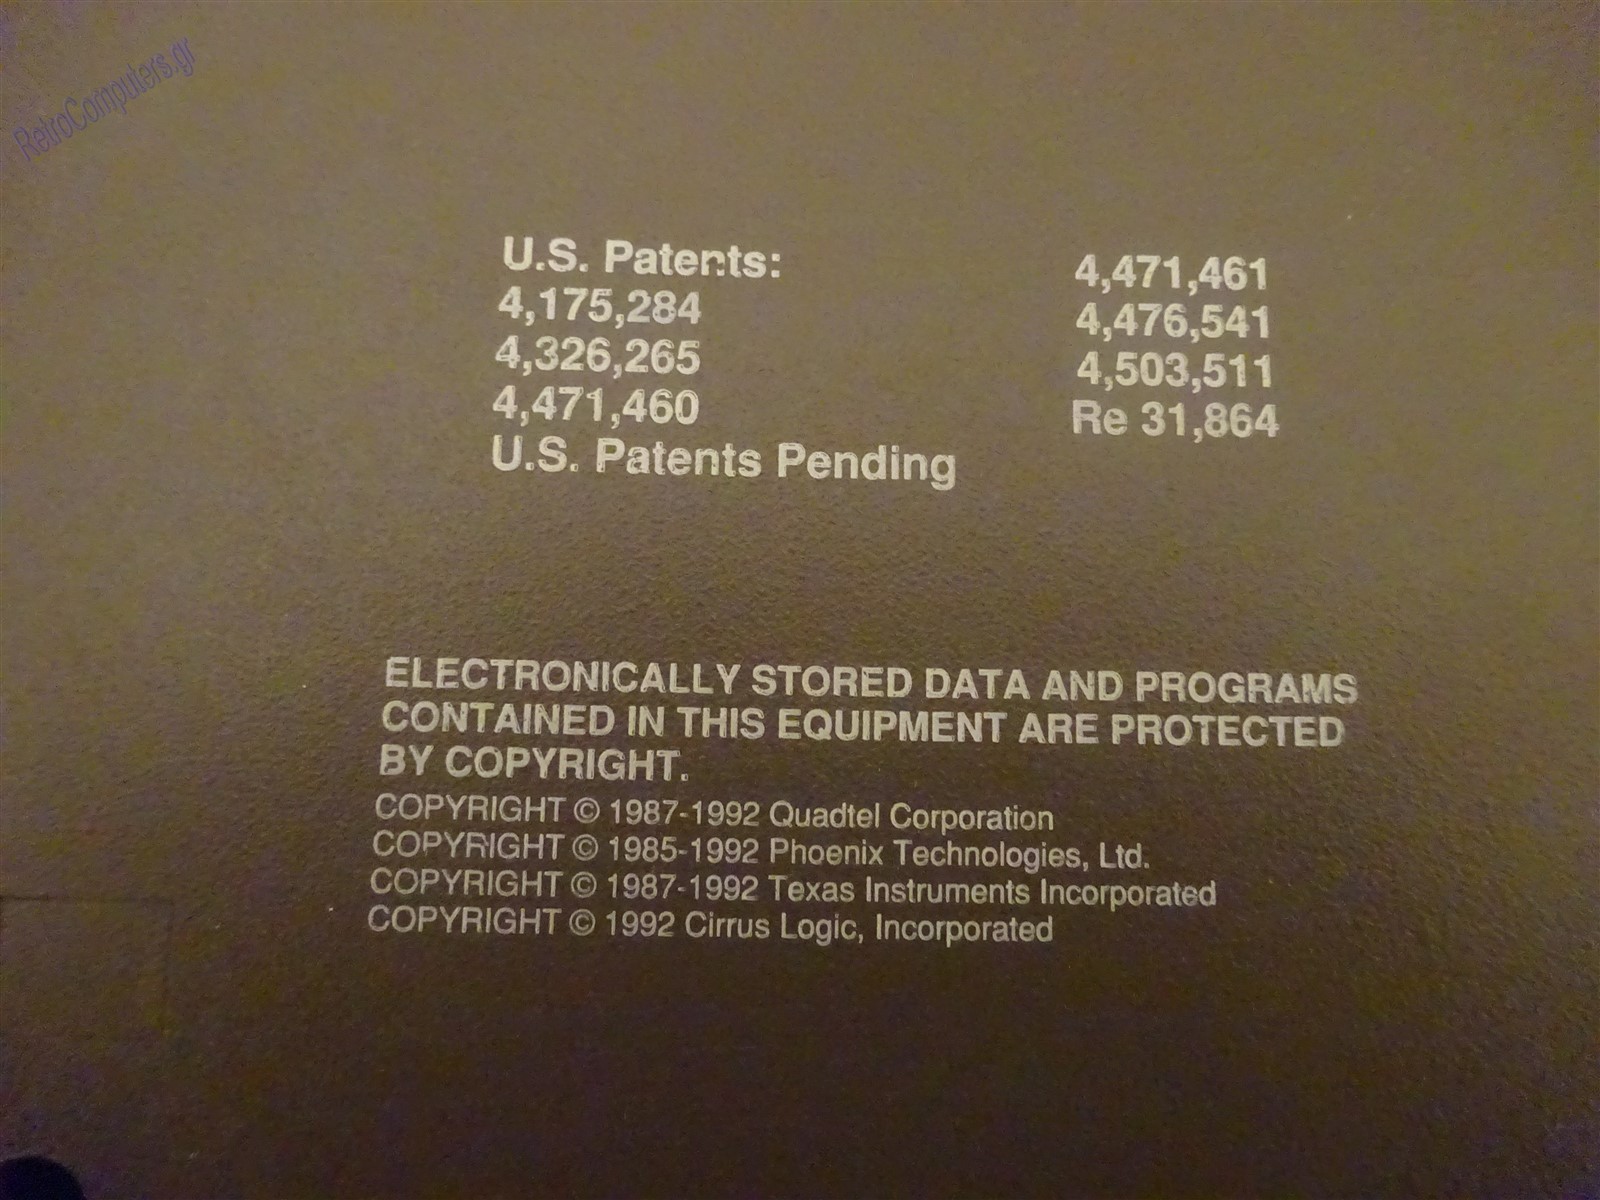 RetroComputers.gr
U.S. Patents:
4,175,284
4,326,265
4,471,460
U.S. Patents Pending
4,471,461
4,476,541
4,503,511
Re 31,864
ELECTRONICALLY STORED DATA AND PROGRAMS
CONTAINED IN THIS EQUIPMENT ARE PROTECTED
BY COPYRIGHT.
COPYRIGHT © 1987-1992 Quadtel Corporation
COPYRIGHT © 1985-1992 Phoenix Technologies, Ltd.
COPYRIGHT © 1987-1992 Texas Instruments Incorporated
COPYRIGHT © 1992 Cirrus Logic, Incorporated